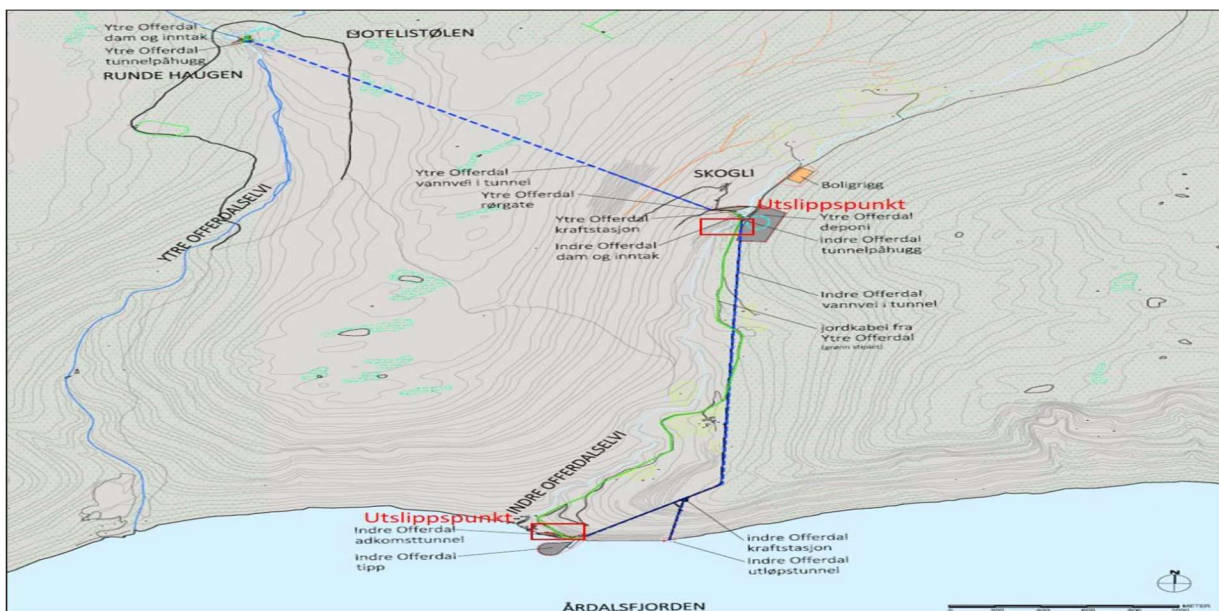 Ytre Offerdal
dam og inntak
Ytre Offerdal
tunnelpåhugg
RUNDE HAUGEN
YTRE OFFERDALSELVI
Ytre Offerdal
vannvei i tunnel
Ytre Offerdal
rørgate
SKOGLI
Boligrigg
Utslippspunkt
Ytre Offerdal
kraftstasjon
Indre Offerdal
dam og inntak
Ytre Offerdal
deponi
indre Offerdal
tunnelpåhugg
Indre Offerdal
vannvei i tunnel
jordkabel fra
Ytre Offerdal
(grønn stiplet)
INDRE OFFERDALSELVI
Utslippspunkt
Indre Offerdal
adkomsttunnel
Indre Offerdal
tipp
indre Offerdal
kraftstasjon
Indre Offerdal
utløpstunnel
N
METER
ÅRDALSFJORDEN